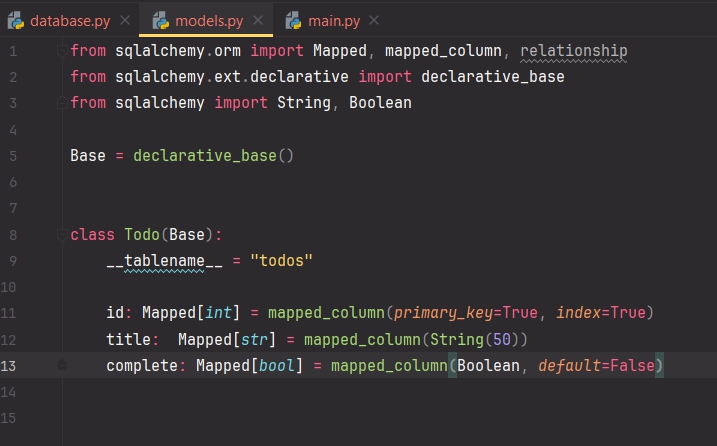 database.py models.py main.py
1 from sqlalchemy.orm import Mapped, mapped_column, relationship
2 from sqlalchemy.ext.declarative import declarative_base
3 from sqlalchemy import String, Boolean
4
5 Base = declarative_base()
6
7
8 class Todo(Base):
9     __tablename__ = "todos"
10
11     id: Mapped[int] = mapped_column(primary_key=True, index=True)
12     title:  Mapped[str] = mapped_column(String(50))
13     complete: Mapped[bool] = mapped_column(Boolean, default=False)
14
15